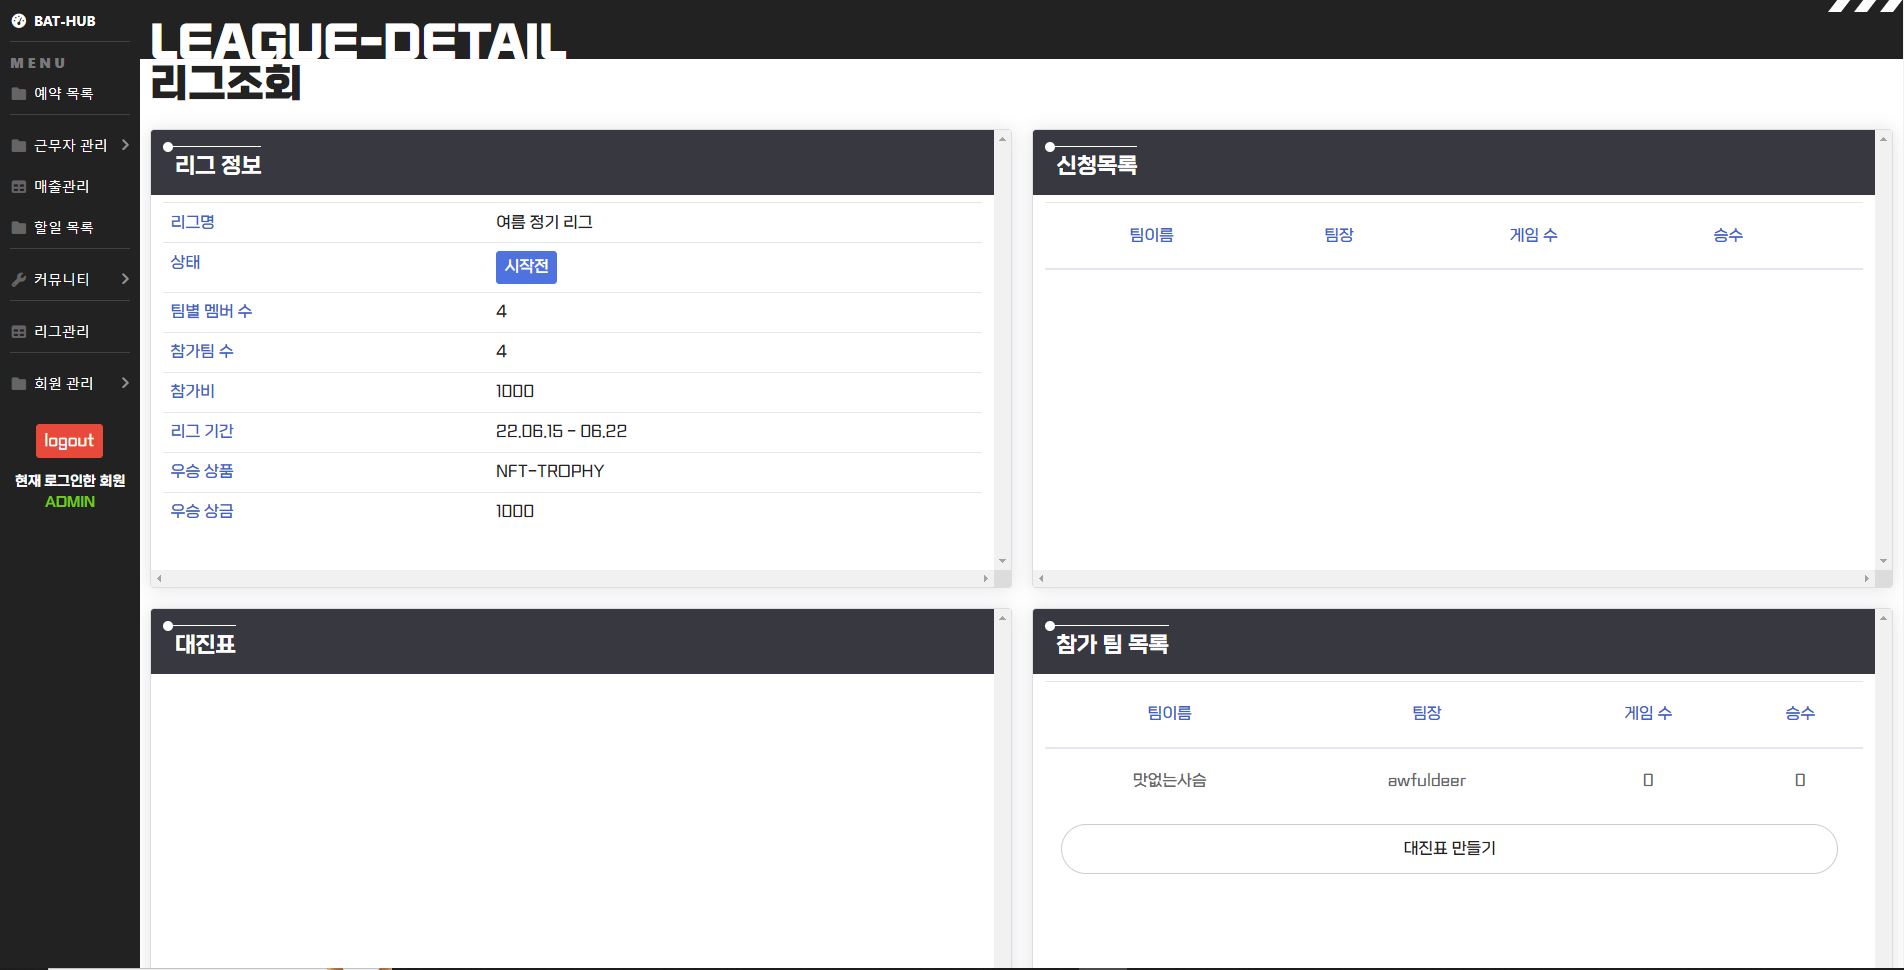 BAT-HUB
MENU
예약 목록
근무자 관리
매출관리
할일 목록
커뮤니티
리그관리
회원 관리
logout
현재 로그인한 회원
ADMIN
LEAGUE-DETAIL
리그조회
리그 정보
리그명 여름 정기 리그
상태 시작전
팀별 멤버 수 4
참가팀 수 4
참가비 1000
리그 기간 22.06.15 - 06.22
우승 상품 NFT-TROPHY
우승 상금 1000
신청목록
팀이름 팀장 게임 수 승수
대진표
참가 팀 목록
팀이름 팀장 게임 수 승수
맛없는사슴 awfuldeer 0 0
대진표 만들기